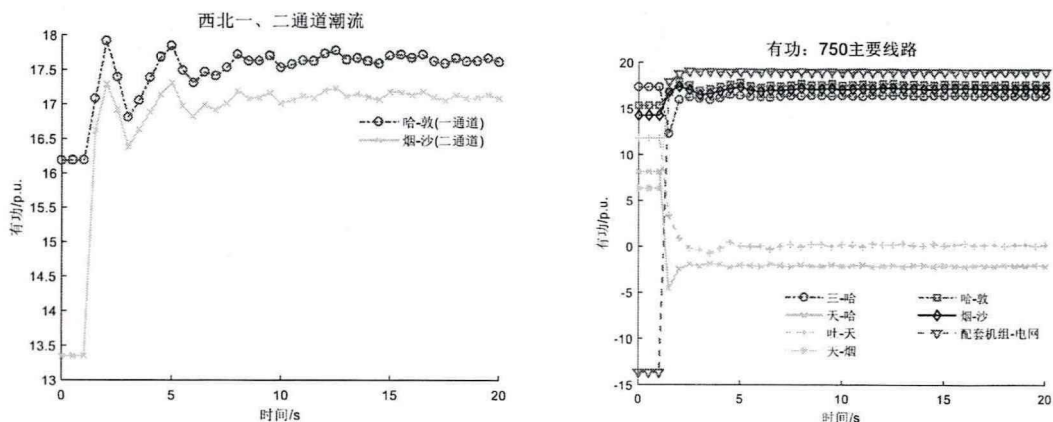 西北一、二通道潮流
18
17.5
17
16.5
16
15.5
15
14.5
14
13.5
13
有功/p.u.
哈-敦(一通道)
烟-沙(二通道)
0
5
10
15
20
时间/s
有功：750主要线路
20
15
10
5
0
-5
-10
-15
有功/p.u.
三-哈
天-哈
吐-天
天-烟
哈-敦
烟-沙
配套机组-电网
0
5
10
15
20
时间/s